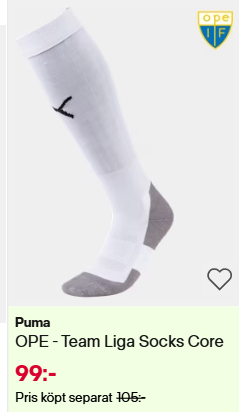 ope
IF
Puma
OPE - Team Liga Socks Core
99:-
Pris köpt separat 105:-